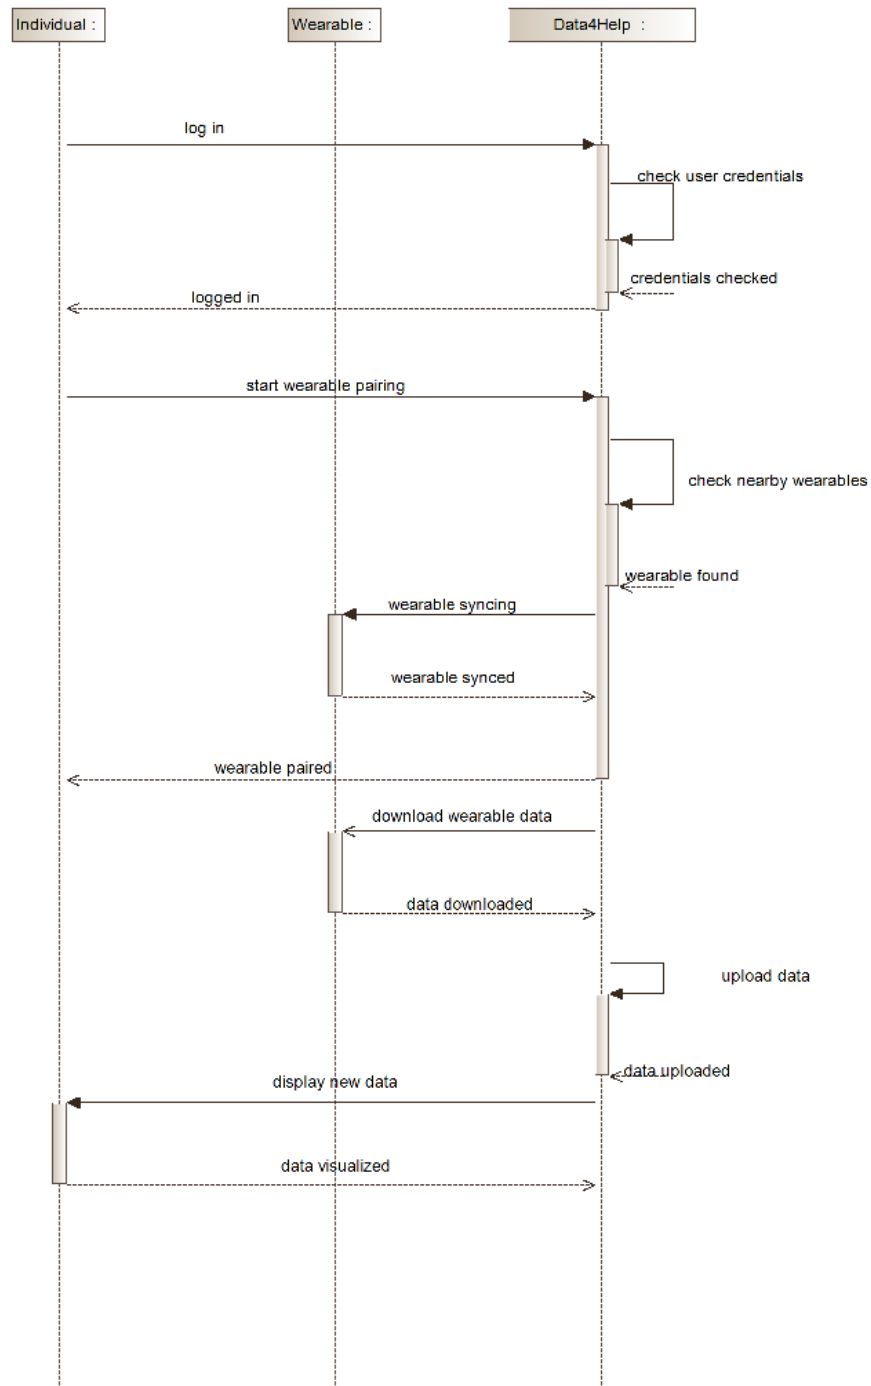 Individual :
Wearable :
Data4Help :
log in
check user credentials
credentials checked
logged in
start wearable pairing
check nearby wearables
wearable found
wearable syncing
wearable synced
wearable paired
download wearable data
data downloaded
upload data
data uploaded
display new data
data visualized